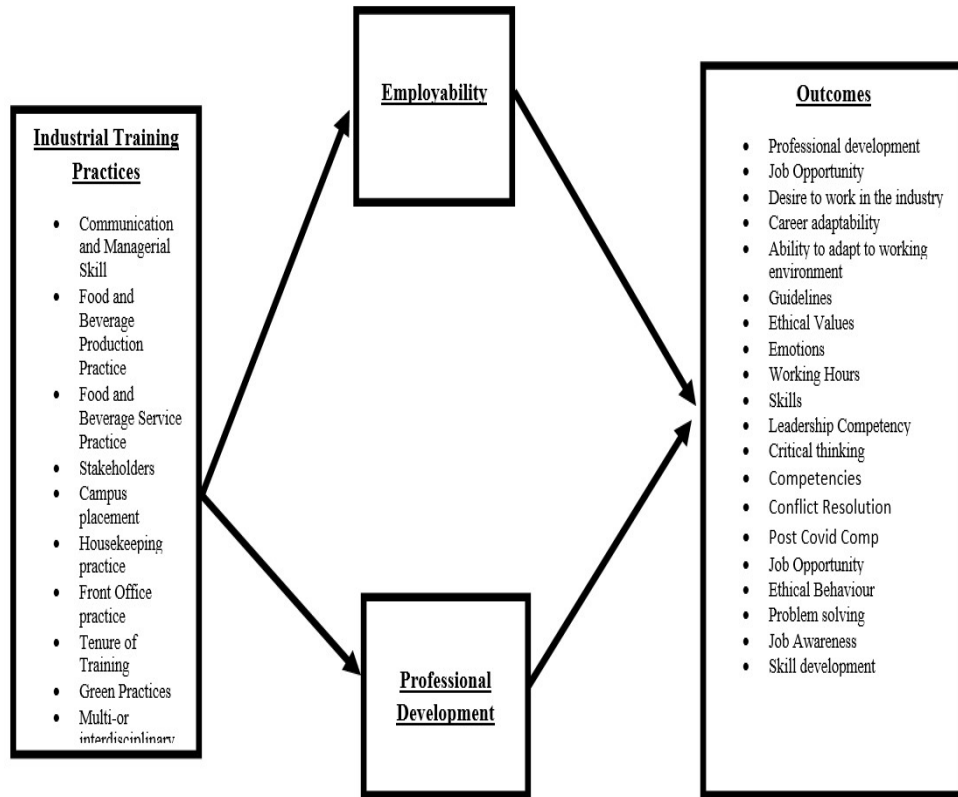 Industrial Training
Practices
• Communication
and Managerial
Skill
• Food and
Beverage
Production
Practice
• Food and
Beverage Service
Practice
• Stakeholders
• Campus
placement
• Housekeeping
practice
• Front Office
practice
• Tenure of
Training
• Green Practices
• Multi-or
interdisciplinary
Employability
Professional
Development
Outcomes
• Professional development
• Job Opportunity
• Desire to work in the industry
• Career adaptability
• Ability to adapt to working
environment
• Guidelines
• Ethical Values
• Emotions
• Working Hours
• Skills
• Leadership Competency
• Critical thinking
• Competencies
• Conflict Resolution
• Post Covid Comp
• Job Opportunity
• Ethical Behaviour
• Problem solving
• Job Awareness
• Skill development